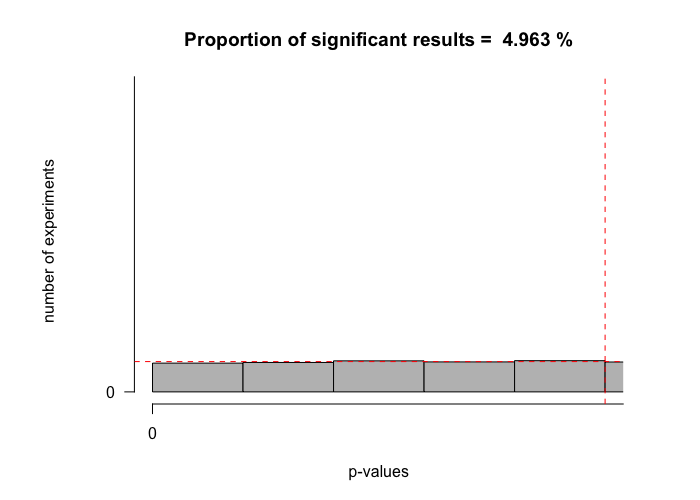 Proportion of significant results =  4.963 %
number of experiments
0
0
p-values